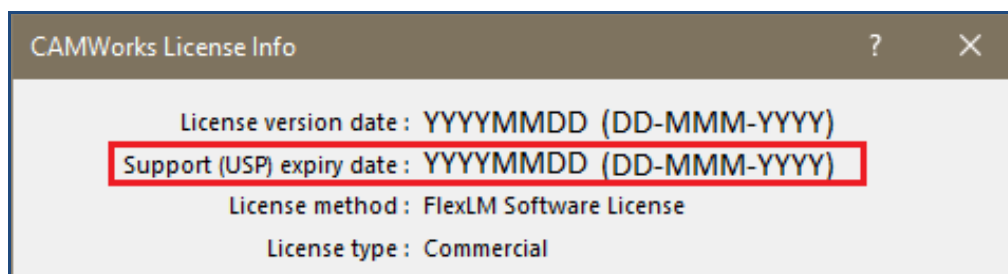 CAMWorks License Info ? ×
License version date : YYYYMMDD (DD-MMM-YYYY)
Support (USP) expiry date : YYYYMMDD (DD-MMM-YYYY)
License method : FlexLM Software License
License type : Commercial